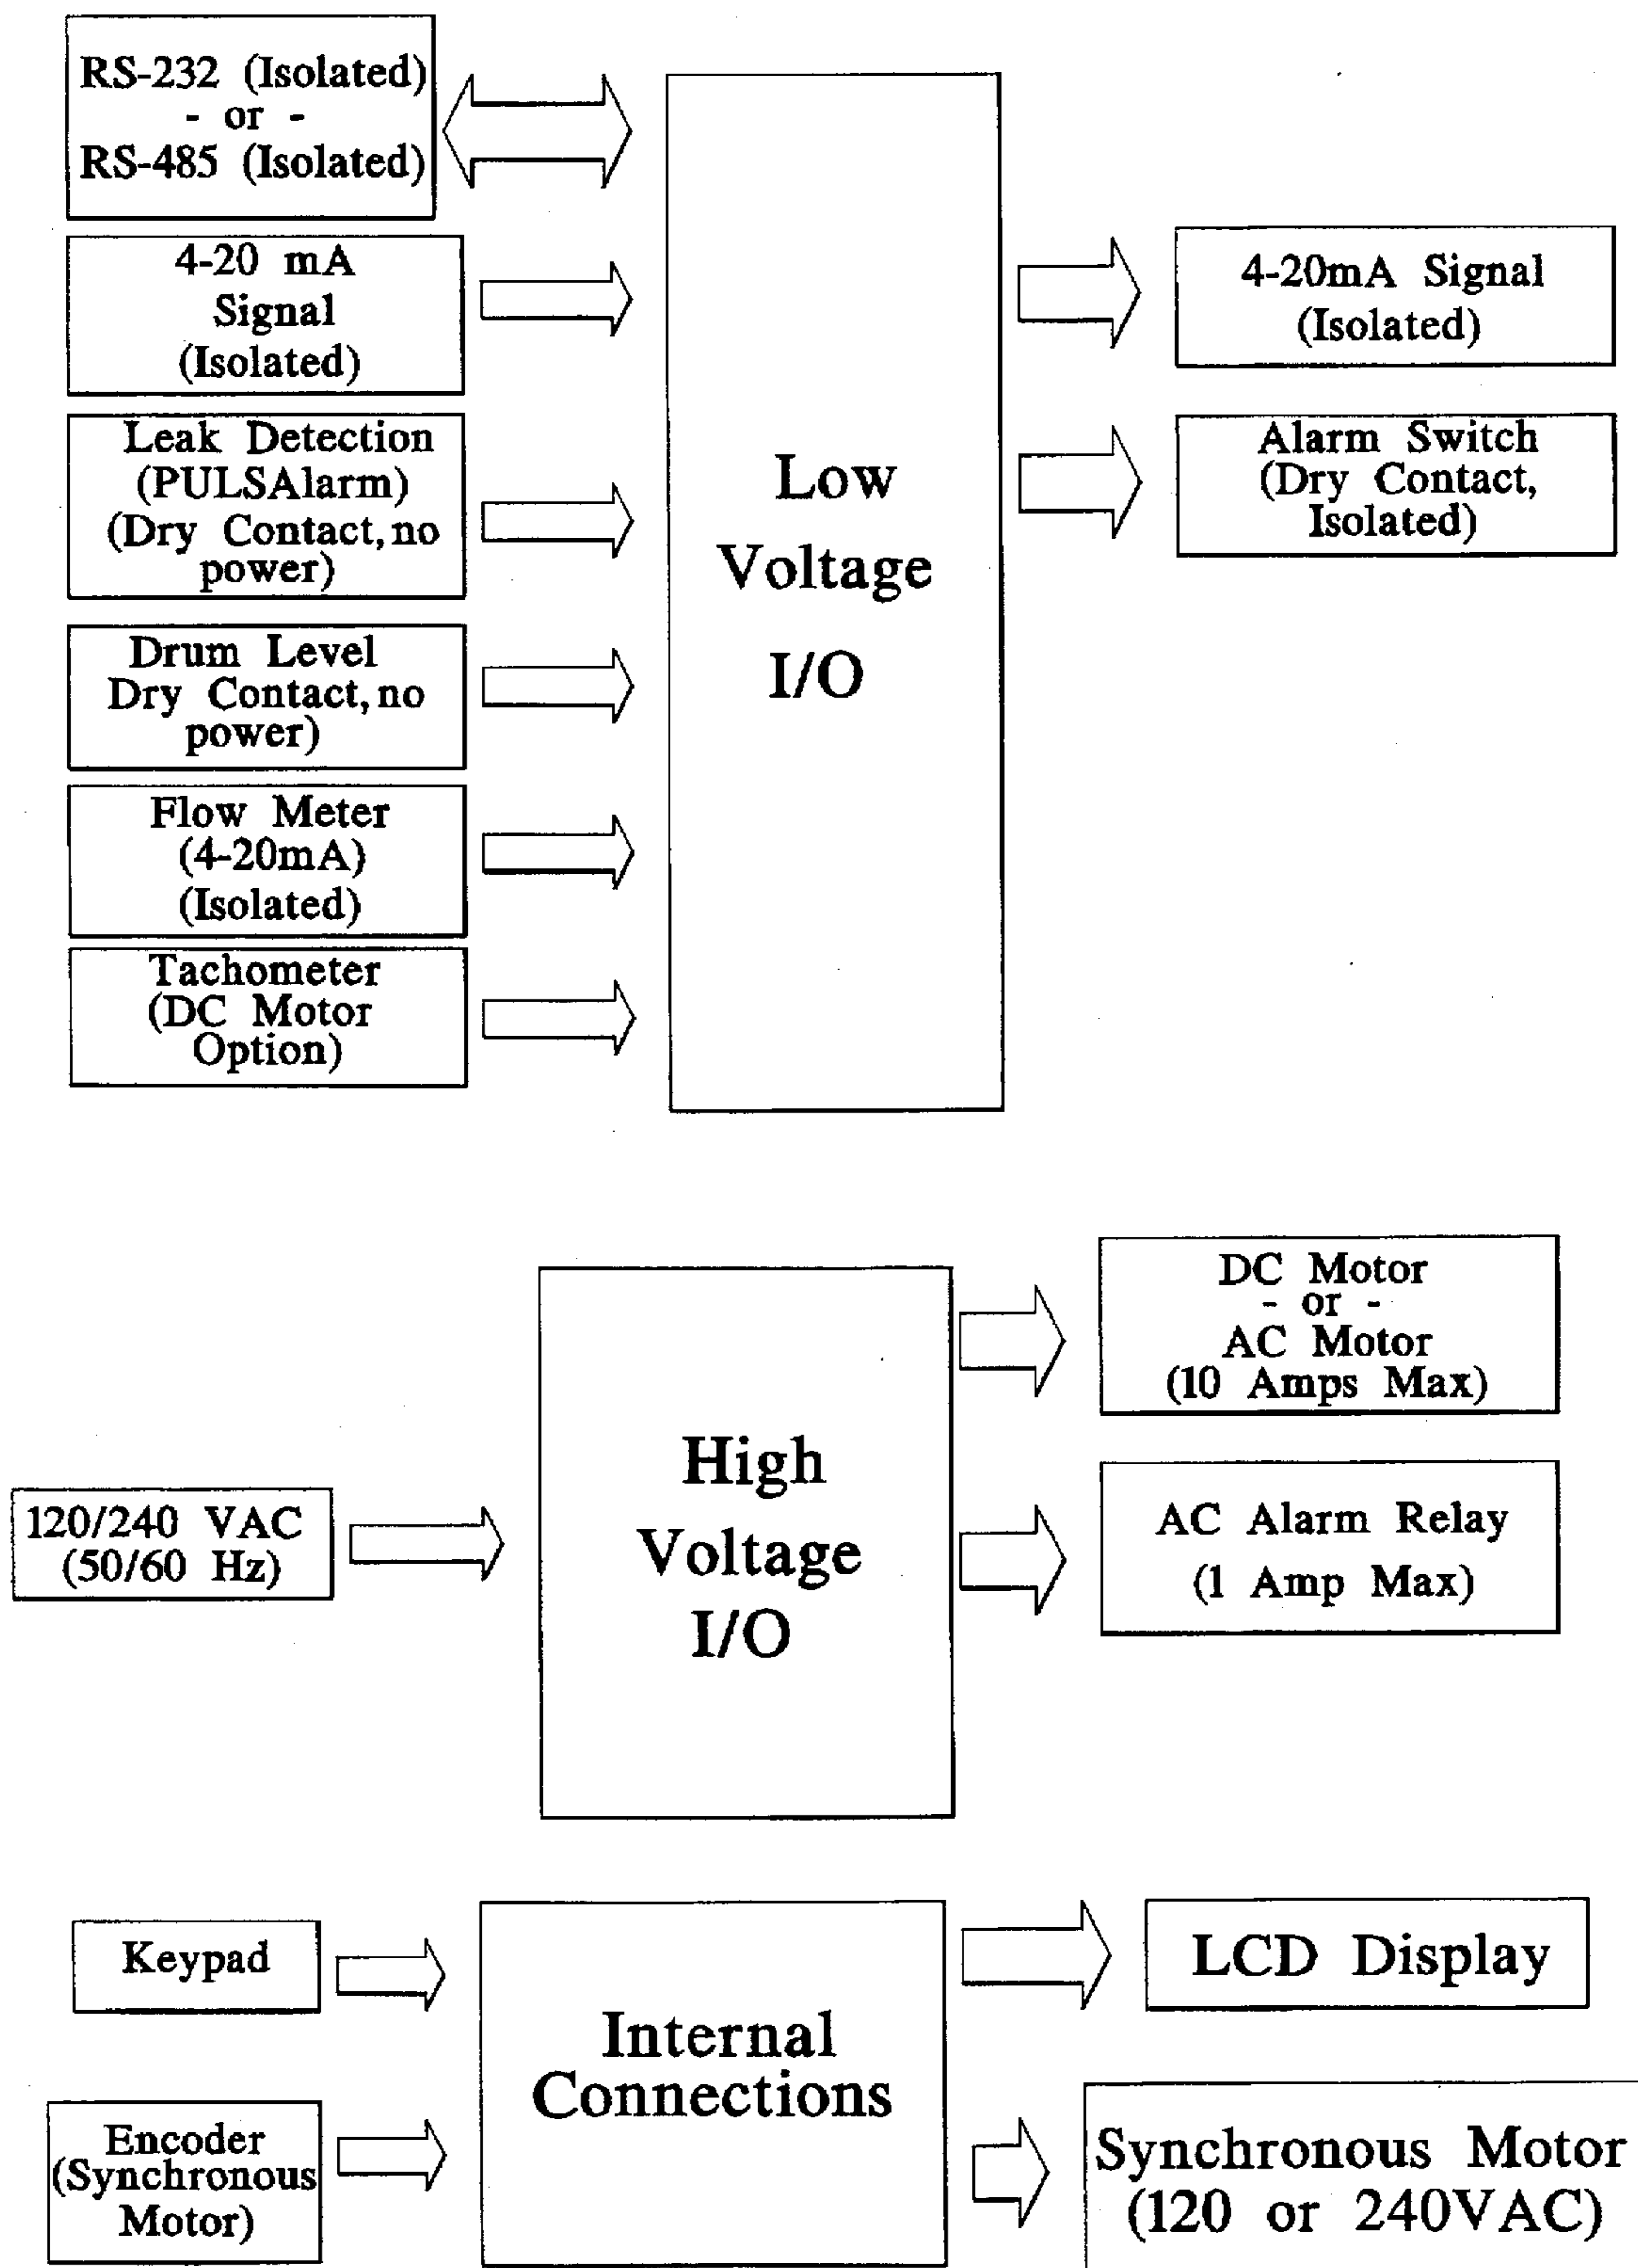 RS-232 (Isolated)
- or -
RS-485 (Isolated)
4-20 mA
Signal
(Isolated)
Leak Detection
(PULSAlarm)
(Dry Contact, no
power)
Drum Level
Dry Contact, no
power)
Flow Meter
(4-20mA)
(Isolated)
Tachometer
(DC Motor
Option)
Low
Voltage
I/O
4-20mA Signal
(Isolated)
Alarm Switch
(Dry Contact,
Isolated)
120/240 VAC
(50/60 Hz)
High
Voltage
I/O
DC Motor
- or -
AC Motor
(10 Amps Max)
AC Alarm Relay
(1 Amp Max)
Keypad
Encoder
(Synchronous
Motor)
Internal
Connections
LCD Display
Synchronous Motor
(120 or 240VAC)